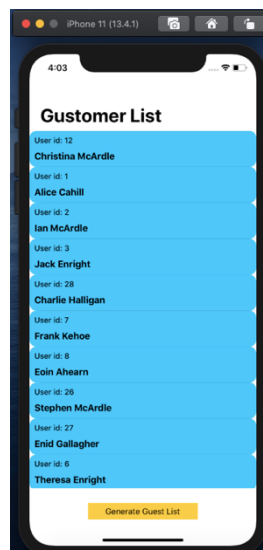 iPhone 11 (13.4.1)
4:03
Gustomer List
User id: 12
Christina McArdle
User id: 1
Alice Cahill
User id: 2
Ian McArdle
User id: 3
Jack Enright
User id: 28
Charlie Halligan
User id: 7
Frank Kehoe
User id: 8
Eoin Ahearn
User id: 26
Stephen McArdle
User id: 27
Enid Gallagher
User id: 6
Theresa Enright
Generate Guest List